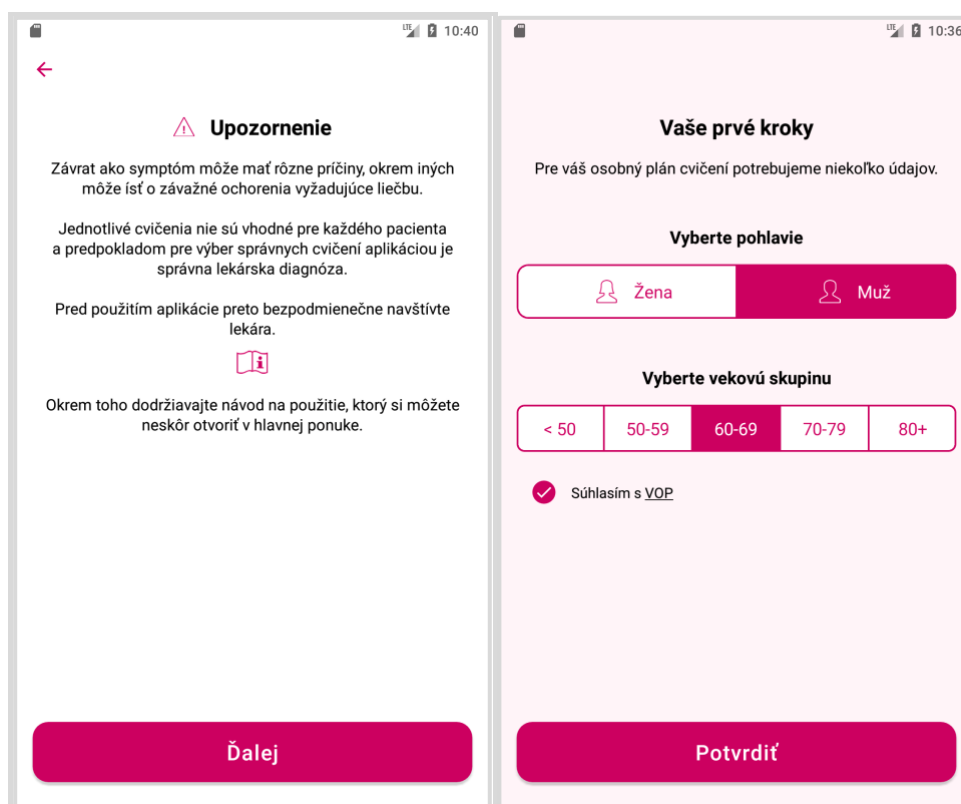 LTE 10:40
Upozornenie
Závrat ako symptóm môže mať rôzne príčiny, okrem iných
môže ísť o závažné ochorenia vyžadujúce liečbu.
Jednotlivé cvičenia nie sú vhodné pre každého pacienta
a predpokladom pre výber správnych cvičení aplikáciou je
správna lekárska diagnóza.
Pred použitím aplikácie preto bezpodmienečne navštívte
lekára.
Okrem toho dodržiavajte návod na použitie, ktorý si môžete
neskôr otvoriť v hlavnej ponuke.
Ďalej
LTE 10:36
Vaše prvé kroky
Pre váš osobný plán cvičení potrebujeme niekoľko údajov.
Vyberte pohlavie
Žena Muž
Vyberte vekovú skupinu
< 50 50-59 60-69 70-79 80+
Súhlasím s VOP
Potvrdiť